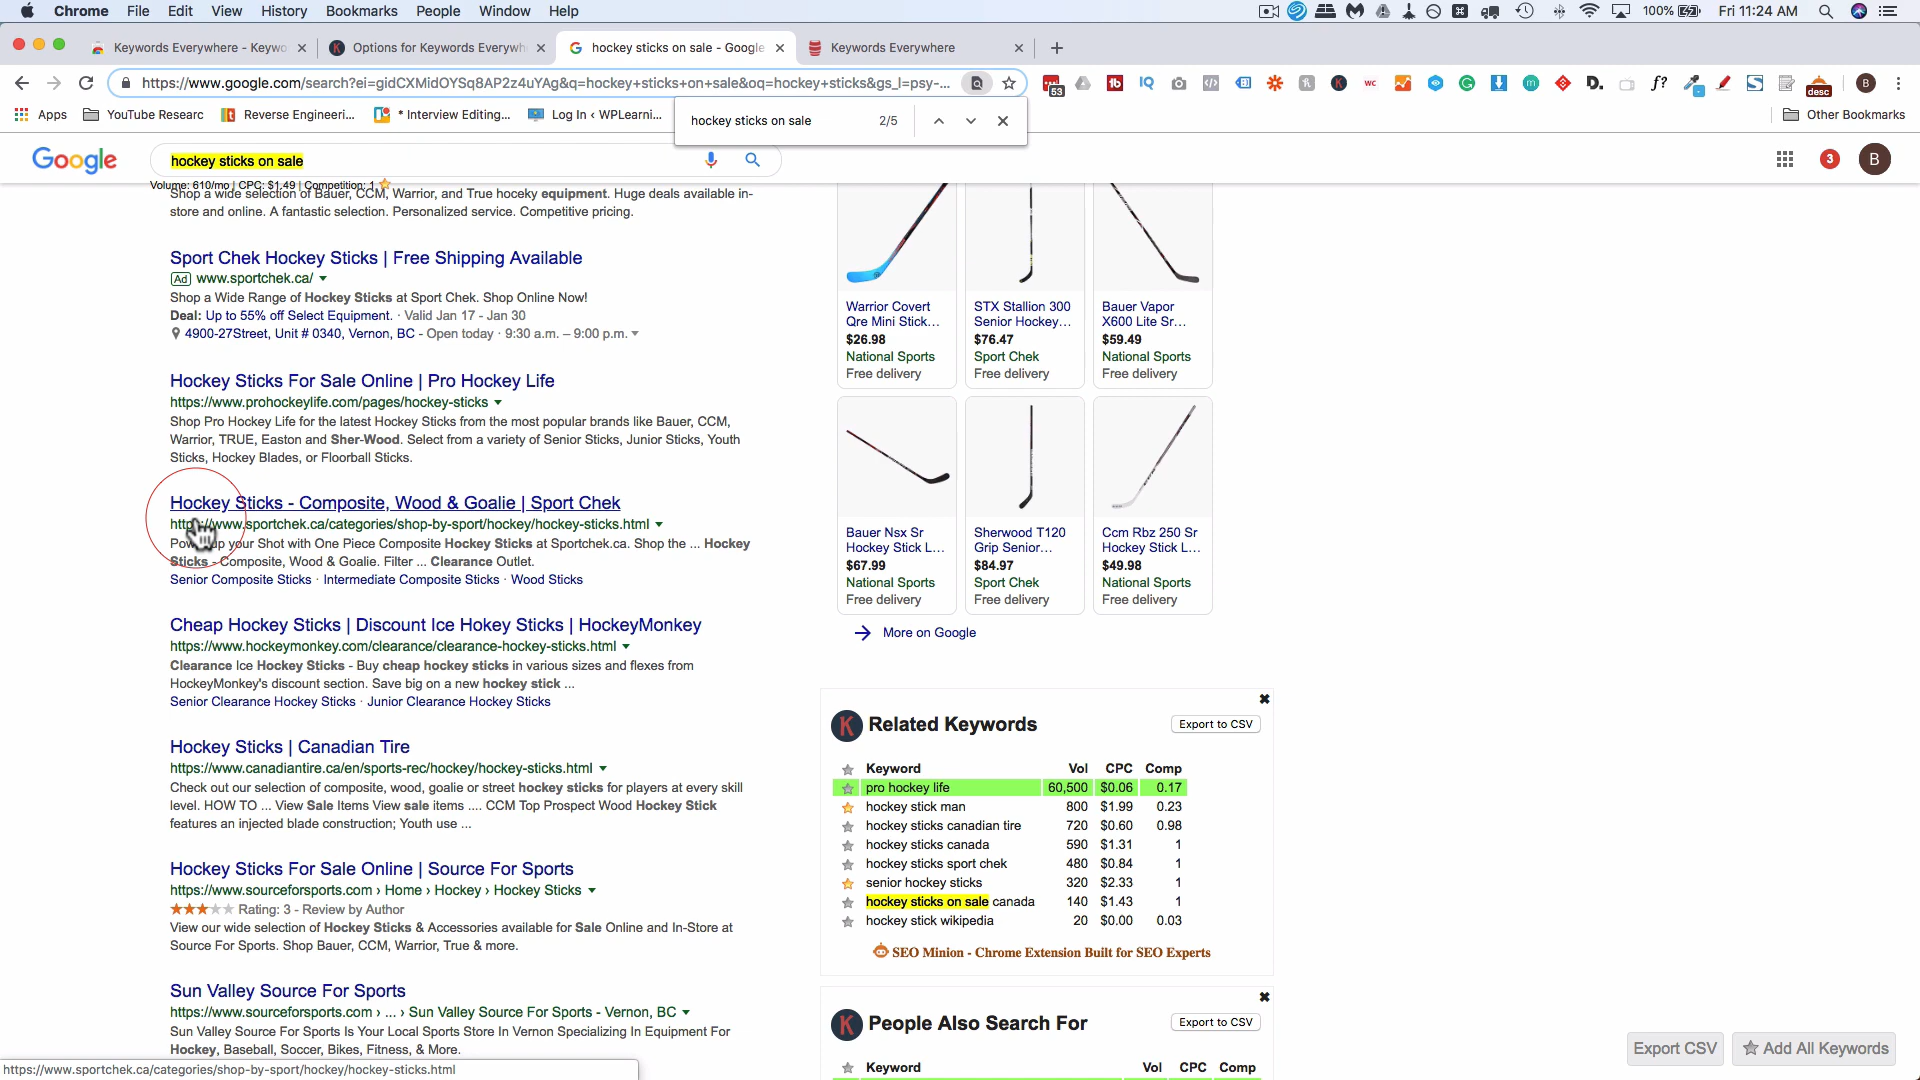 Chrome File Edit View History Bookmarks People Window Help
100% Fri 11:24 AM
Keywords Everywhere - Keywo
Options for Keywords Everywh
hockey sticks on sale - Google
Keywords Everywhere
https://www.google.com/search?ei=gidCXMidOYSq8AP2z4uYAg&q=hockey+sticks+on+sale&oq=hockey+sticks&gs_l=psy-...
53
desc
B
Apps
YouTube Researc
Reverse Engineeri...
* Interview Editing...
Log In ‹ WPLearni...
Other Bookmarks
hockey sticks on sale 2/5
Google
hockey sticks on sale
3
B
Volume: 610/mo | CPC: $1.49 | Competition: 1
Shop a wide selection of Bauer, CCM, Warrior, and True hocky equipment. Huge deals available in-
store and online. A fantastic selection. Personalized service. Competitive pricing.
Sport Chek Hockey Sticks | Free Shipping Available
Ad www.sportchek.ca/
Shop a Wide Range of Hockey Sticks at Sport Chek. Shop Online Now!
Deal: Up to 55% off Select Equipment. · Valid Jan 17 - Jan 30
4900-27Street, Unit # 0340, Vernon, BC - Open today · 9:30 a.m. – 9:00 p.m.
Hockey Sticks For Sale Online | Pro Hockey Life
https://www.prohockeylife.com/pages/hockey-sticks
Shop Pro Hockey Life for the latest Hockey Sticks from the most popular brands like Bauer, CCM,
Warrior, TRUE, Easton and Sher-Wood. Select from a variety of Senior Sticks, Junior Sticks, Youth
Sticks, Hockey Blades, or Floorball Sticks.
Hockey Sticks - Composite, Wood & Goalie | Sport Chek
https://www.sportchek.ca/categories/shop-by-sport/hockey/hockey-sticks.html
up your Shot with One Piece Composite Hockey Sticks at Sportchek.ca. Shop the ... Hockey
Sticks - Composite, Wood & Goalie. Filter ... Clearance Outlet.
Senior Composite Sticks · Intermediate Composite Sticks · Wood Sticks
Cheap Hockey Sticks | Discount Ice Hokey Sticks | HockeyMonkey
https://www.hockeymonkey.com/clearance/clearance-hockey-sticks.html
Clearance Ice Hockey Sticks - Buy cheap hockey sticks in various sizes and flexes from
HockeyMonkey's discount section. Save big on a new hockey stick ...
Senior Clearance Hockey Sticks · Junior Clearance Hockey Sticks
Hockey Sticks | Canadian Tire
https://www.canadiantire.ca/en/sports-rec/hockey/hockey-sticks.html
Check out our selection of composite, wood, goalie or street hockey sticks for players at every skill
level. HOW TO ... View Sale Items View sale items .... CCM Top Prospect Wood Hockey Stick
features an injected blade construction; Youth use ...
Hockey Sticks For Sale Online | Source For Sports
https://www.sourceforsports.com › Home › Hockey › Hockey Sticks
Rating: 3 - Review by Author
View our wide selection of Hockey Sticks & Accessories available for Sale Online and In-Store at
Source For Sports. Shop Bauer, CCM, Warrior, True & more.
Sun Valley Source For Sports
https://www.sourceforsports.com › ... › Sun Valley Source For Sports - Vernon, BC
Sun Valley Source For Sports Is Your Local Sports Store In Vernon Specializing In Equipment For
Hockey, Baseball, Soccer, Bikes, Fitness, & More.
https://www.sportchek.ca/categories/shop-by-sport/hockey/hockey-sticks.html
Warrior Covert
Qre Mini Stick...
$26.98
National Sports
Free delivery
STX Stallion 300
Senior Hockey...
$76.47
Sport Chek
Free delivery
Bauer Vapor
X600 Lite Sr...
$59.49
National Sports
Free delivery
Bauer Nsx Sr
Hockey Stick L...
$67.99
National Sports
Free delivery
Sherwood T120
Grip Senior...
$84.97
Sport Chek
Free delivery
Ccm Rbz 250 Sr
Hockey Stick L...
$49.98
National Sports
Free delivery
More on Google
K Related Keywords Export to CSV
Keyword Vol CPC Comp
pro hockey life 60,500 $0.06 0.17
hockey stick man 800 $1.99 0.23
hockey sticks canadian tire 720 $0.60 0.98
hockey sticks canada 590 $1.31 1
hockey sticks sport chek 480 $0.84 1
senior hockey sticks 320 $2.33 1
hockey sticks on sale canada 140 $1.43 1
hockey stick wikipedia 20 $0.00 0.03
SEO Minion - Chrome Extension Built for SEO Experts
K People Also Search For Export to CSV
Keyword Vol CPC Comp
Export CSV
Add All Keywords